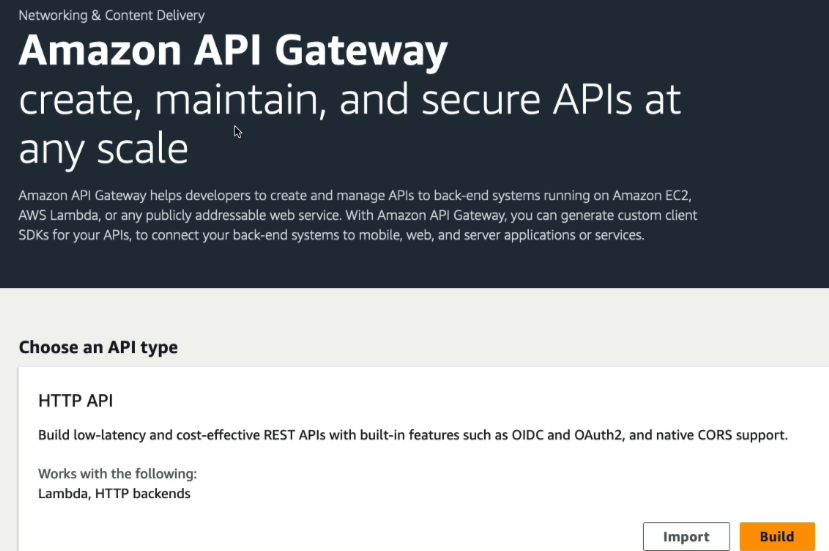 Networking & Content Delivery
Amazon API Gateway
create, maintain, and secure APIs at
any scale
Amazon API Gateway helps developers to create and manage APIs to back-end systems running on Amazon EC2,
AWS Lambda, or any publicly addressable web service. With Amazon API Gateway, you can generate custom client
SDKs for your APIs, to connect your back-end systems to mobile, web, and server applications or services.
Choose an API type
HTTP API
Build low-latency and cost-effective REST APIs with built-in features such as OIDC and OAuth2, and native CORS support.
Works with the following:
Lambda, HTTP backends
Import Build